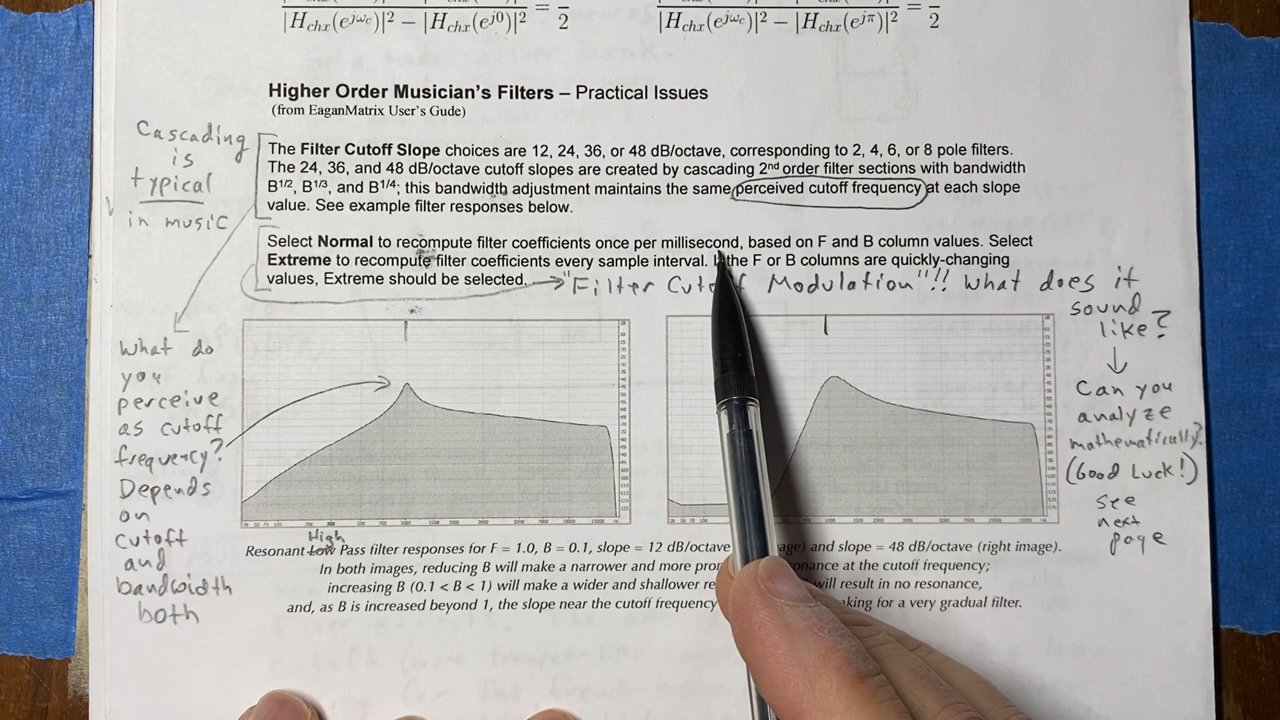 |H_chx(e^jω_c)|² − |H_chx(e^j0)|² = 2
|H_chx(e^jω_c)|² − |H_chx(e^jπ)|² = 2
Higher Order Musician's Filters – Practical Issues
(from EaganMatrix User's Gude)
The Filter Cutoff Slope choices are 12, 24, 36, or 48 dB/octave, corresponding to 2, 4, 6, or 8 pole filters.
The 24, 36, and 48 dB/octave cutoff slopes are created by cascading 2nd order filter sections with bandwidth
B1/2, B1/3, and B1/4; this bandwidth adjustment maintains the same perceived cutoff frequency at each slope
value. See example filter responses below.
Cascading
is
typical
in music
Select Normal to recompute filter coefficients once per millisecond, based on F and B column values. Select
Extreme to recompute filter coefficients every sample interval. If the F or B columns are quickly-changing
values, Extreme should be selected.
"Filter Cutoff Modulation"!! What does it
sound
like?
Can you
analyze
mathematically?
(Good Luck!)
see
next
page
What do
you
perceive
as cutoff
frequency?
Depends
on
cutoff
and
bandwidth
both
High
Resonant Low Pass filter responses for F = 1.0, B = 0.1, slope = 12 dB/octave and slope = 48 dB/octave (right image).
In both images, reducing B will make a narrower and more at the cutoff frequency;
increasing B (0.1 < B < 1) will make a wider and shallower will result in no resonance,
and, as B is increased beyond 1, the slope near the cutoff frequency for a very gradual filter.